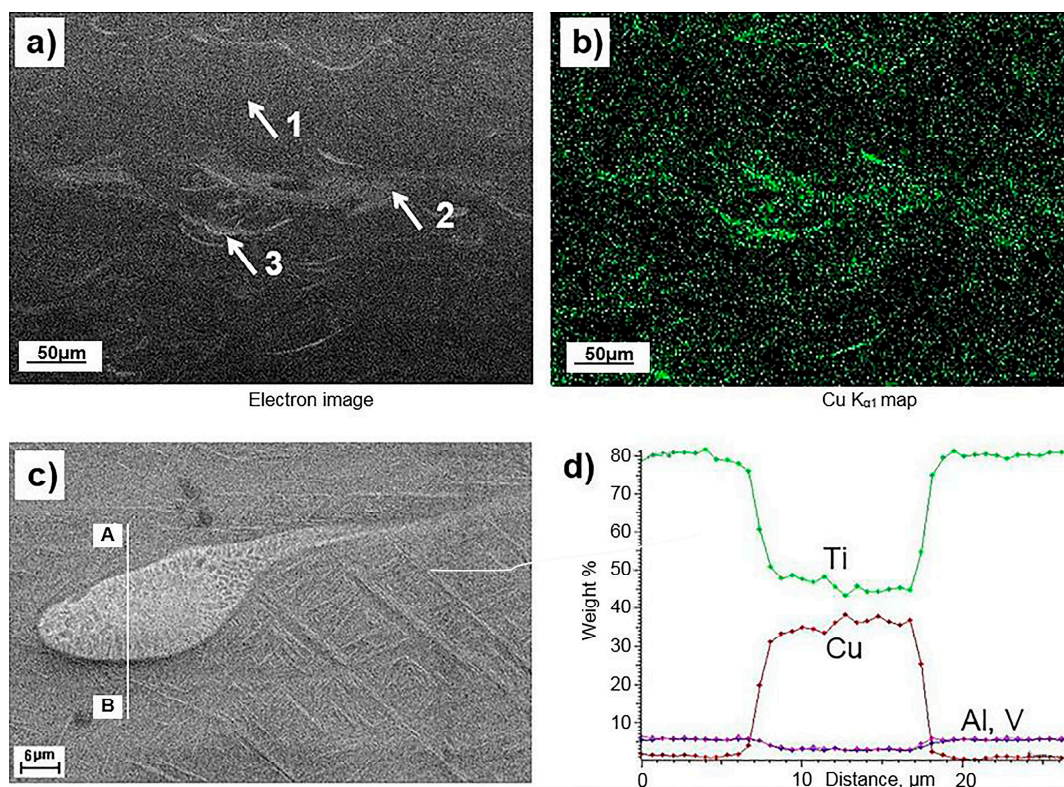 a)
1
2
3
50µm
Electron image
b)
50µm
Cu Kα1 map
c)
A
B
6µm
d)
80
70
60
50
40
30
20
10
Weight %
Ti
Cu
Al, V
0
10
20
Distance, µm